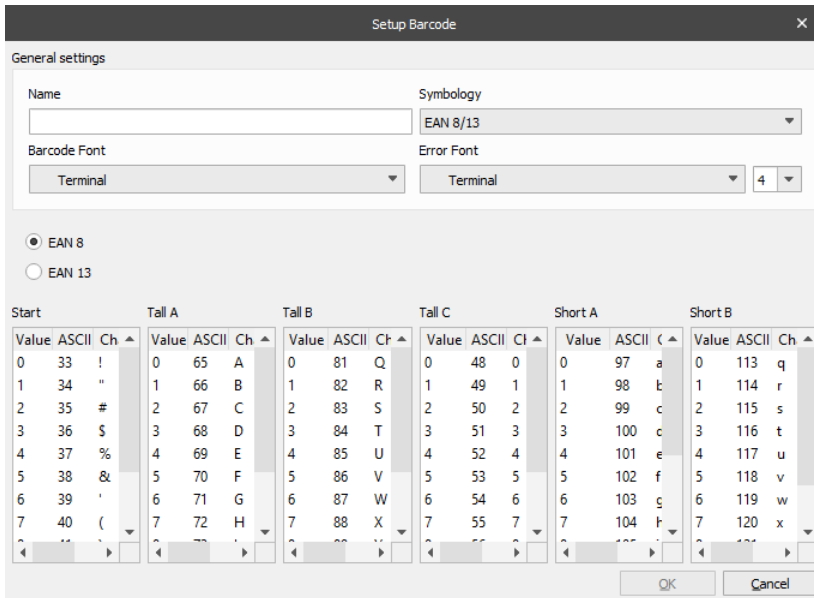 Setup Barcode
General settings
Name Symbology
EAN 8/13
Barcode Font Error Font
Terminal Terminal 4
EAN 8
EAN 13
Start Tall A Tall B Tall C Short A Short B
Value ASCII Ch Value ASCII Ch Value ASCII Ch Value ASCII Ch Value ASCII Value ASCII Ch
0 33 ! 0 65 A 0 81 Q 0 48 0 0 97 a 0 113 q
1 34 " 1 66 B 1 82 R 1 49 1 1 98 b 1 114 r
2 35 # 2 67 C 2 83 S 2 50 2 2 99 c 2 115 s
3 36 $ 3 68 D 3 84 T 3 51 3 3 100 d 3 116 t
4 37 % 4 69 E 4 85 U 4 52 4 4 101 e 4 117 u
5 38 & 5 70 F 5 86 V 5 53 5 5 102 f 5 118 v
6 39 ' 6 71 G 6 87 W 6 54 6 6 103 g 6 119 w
7 40 ( 7 72 H 7 88 X 7 55 7 7 104 h 7 120 x
OK Cancel